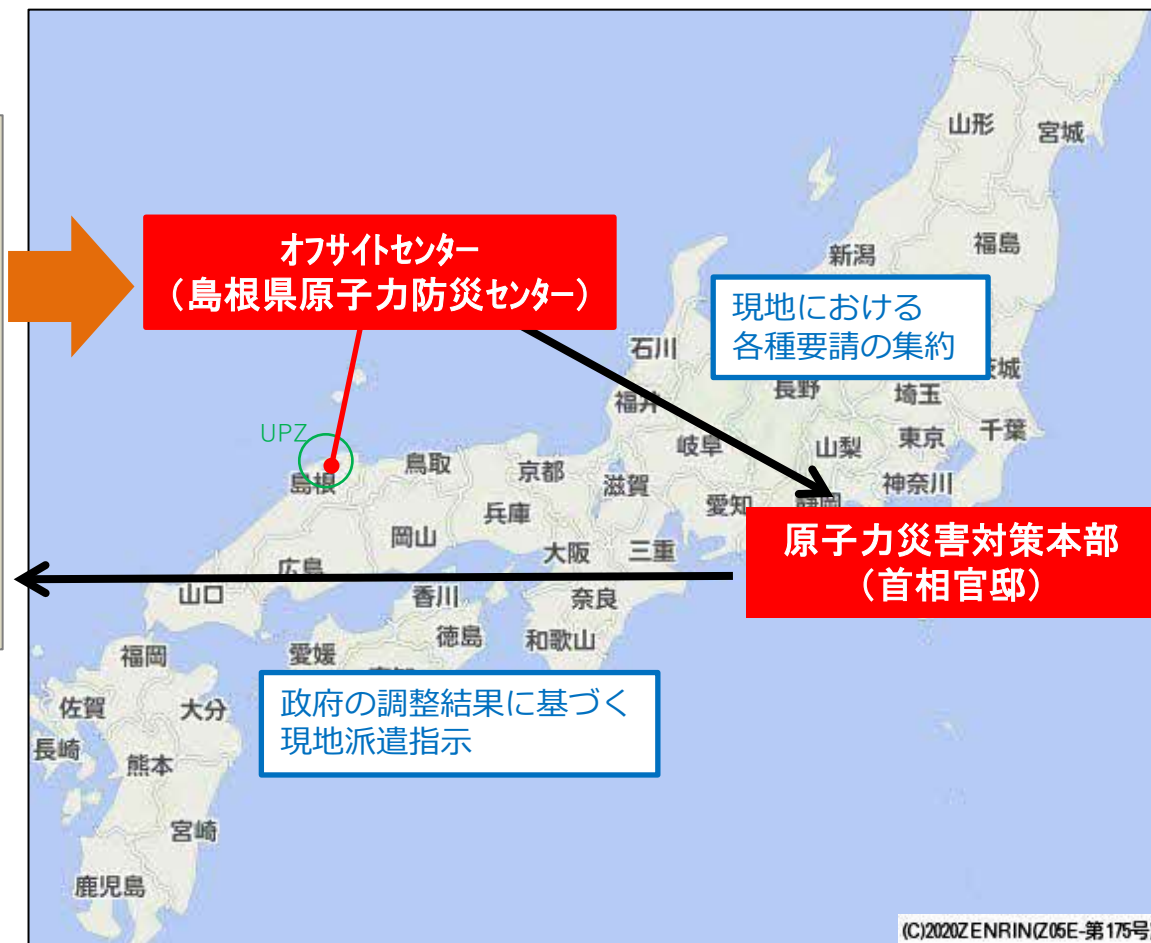 山形
宮城
オフサイトセンター
（島根県原子力防災センター）
新潟
福島
現地における
各種要請の集約
石川
茨城
長野
埼玉
福井
岐阜
山梨
東京
千葉
UPZ
島根
鳥取
京都
滋賀
愛知
静岡
神奈川
兵庫
岡山
大阪
三重
原子力災害対策本部
（首相官邸）
広島
山口
香川
奈良
徳島
和歌山
福岡
愛媛
佐賀
大分
政府の調整結果に基づく
現地派遣指示
長崎
熊本
宮崎
鹿児島
(C)2020ZENRIN(Z05E-第175号)